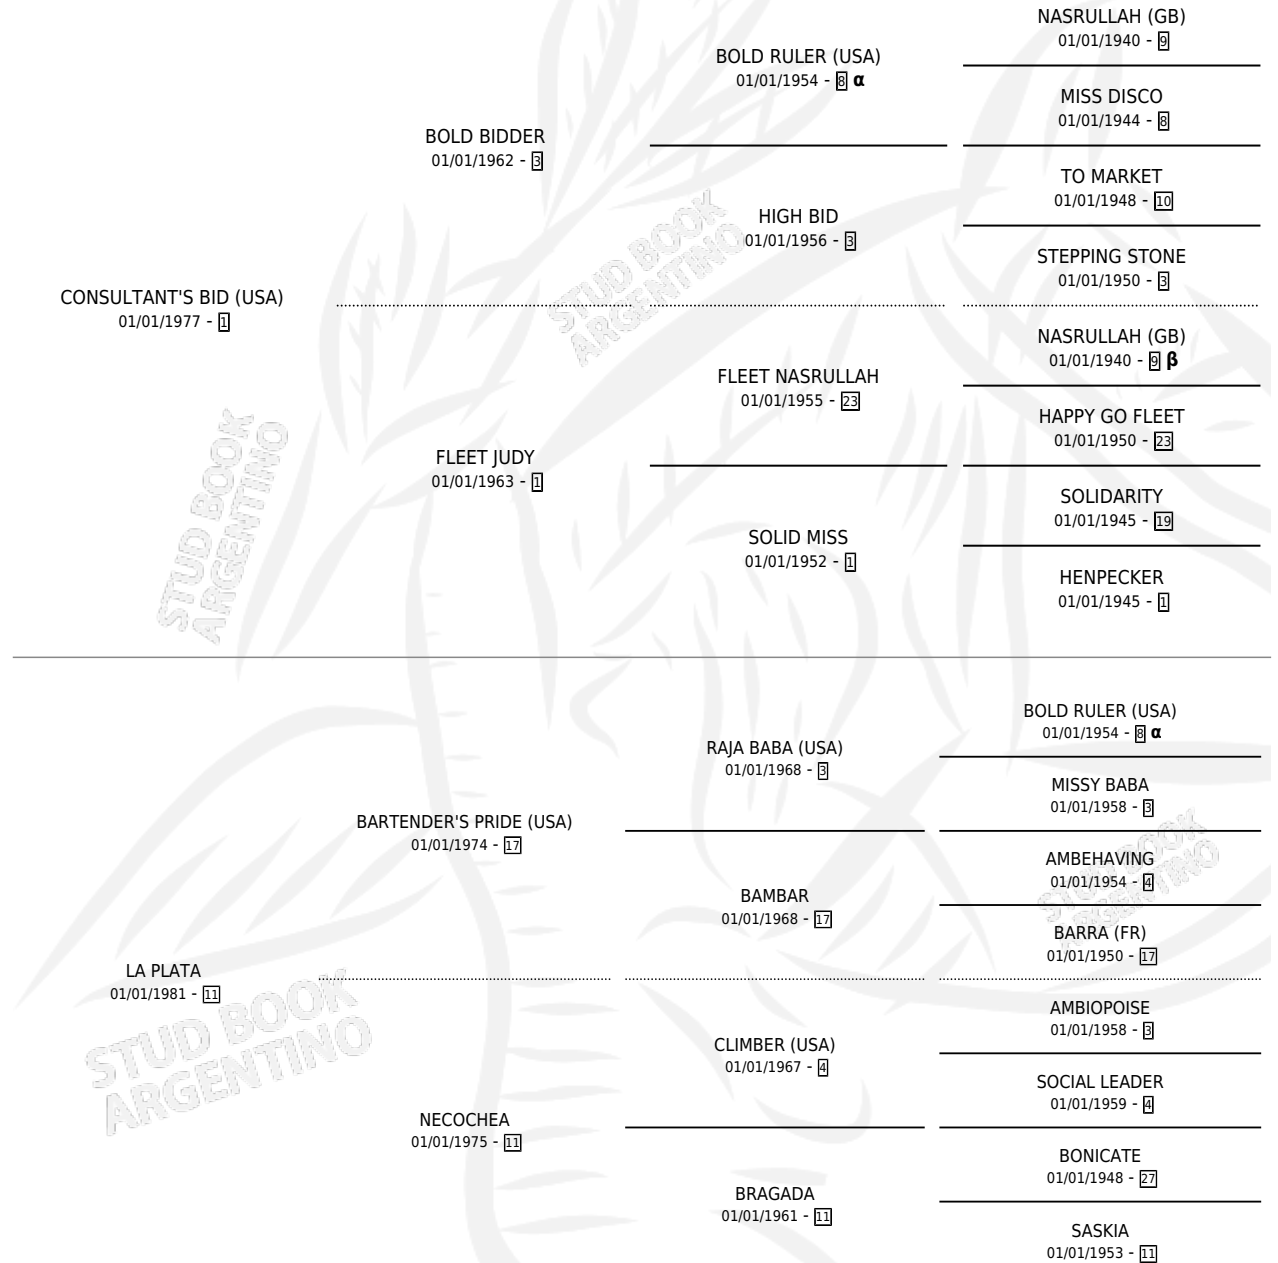 NASRULLAH (GB)
01/01/1940 - 9
BOLD RULER (USA)
01/01/1954 - 8 α
MISS DISCO
01/01/1944 - 8
BOLD BIDDER
01/01/1962 - 3
TO MARKET
01/01/1948 - 10
HIGH BID
01/01/1956 - 3
STEPPING STONE
01/01/1950 - 3
CONSULTANT'S BID (USA)
01/01/1977 - 1
NASRULLAH (GB)
01/01/1940 - 9 β
FLEET NASRULLAH
01/01/1955 - 23
HAPPY GO FLEET
01/01/1950 - 23
FLEET JUDY
01/01/1963 - 1
SOLIDARITY
01/01/1945 - 19
SOLID MISS
01/01/1952 - 1
HENPECKER
01/01/1945 - 1
BOLD RULER (USA)
01/01/1954 - 8 α
RAJA BABA (USA)
01/01/1968 - 3
MISSY BABA
01/01/1958 - 3
BARTENDER'S PRIDE (USA)
01/01/1974 - 17
AMBEHAVING
01/01/1954 - 4
BAMBAR
01/01/1968 - 17
BARRA (FR)
01/01/1950 - 17
LA PLATA
01/01/1981 - 11
AMBIOPOISE
01/01/1958 - 3
CLIMBER (USA)
01/01/1967 - 4
SOCIAL LEADER
01/01/1959 - 4
NECOCHEA
01/01/1975 - 11
BONICATE
01/01/1948 - 27
BRAGADA
01/01/1961 - 11
SASKIA
01/01/1953 - 11
STUD BOOK
ARGENTINO
STUD BOOK
ARGENTINO
STUD BOOK
ARGENTINO
STUD BOOK
ARGENTINO